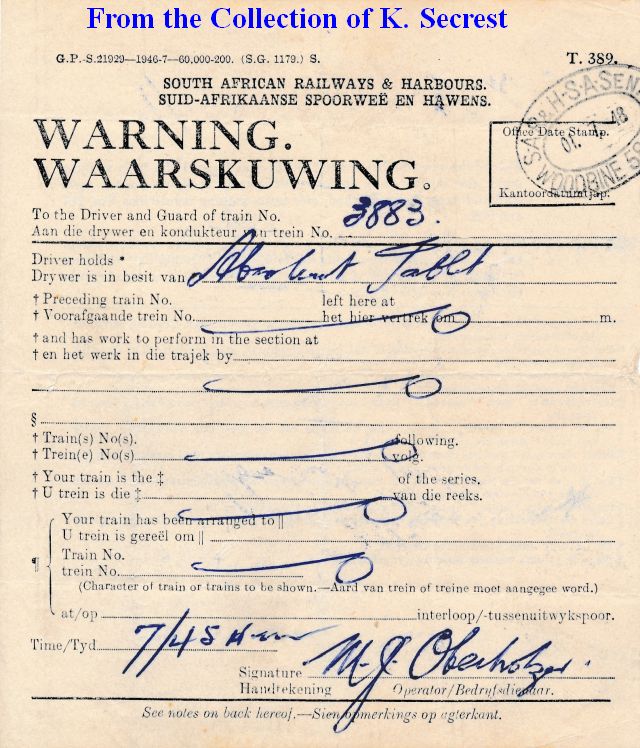 From the Collection of K. Secrest
G.P.-S.21929—1946-7—60,000-200. (S.G. 1179.) S. T. 389.
SOUTH AFRICAN RAILWAYS & HARBOURS.
SUID-AFRIKAANSE SPOORWEË EN HAWENS.
WARNING.
WAARSKUWING.
Office Date Stamp.
Kantoordatumtjap.
WOODBINE
To the Driver and Guard of train No.
Aan die drywer en kondukteur van trein No. 3883.
Driver holds *
Drywer is in besit van Absolent Tablet
† Preceding train No. left here at
† Voorafgaande trein No. het hier vertrek om m.
† and has work to perform in the section at
† en het werk in die trajek by
§
† Train(s) No(s). following.
† Trein(e) No(s) volg.
† Your train is the ‡ of the series.
† U trein is die ‡ van die reeks.
Your train has been arranged to ||
U trein is gereël om ||
¶ Train No.
trein No.
(Character of train or trains to be shown.—Aard van trein of treine moet aangegee word.)
at/op interloop/-tussenuitwykspoor.
Time/Tyd 7/45
Signature M. J. Oberholzer.
Handtekening Operator/Bedryfsdienaar.
See notes on back hereof.—Sien opmerkings op agterkant.